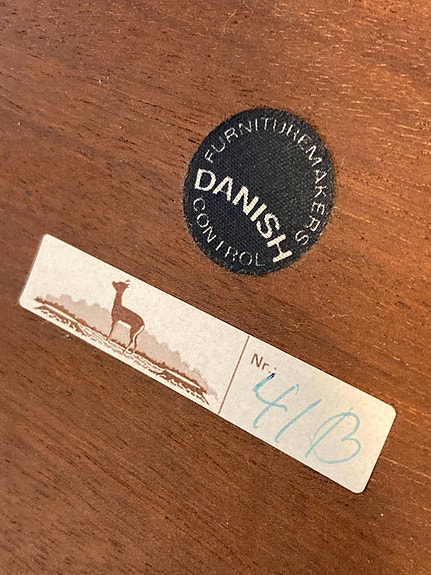 FURNITUREMAKERS
DANISH
CONTROL
Nr.:
41B